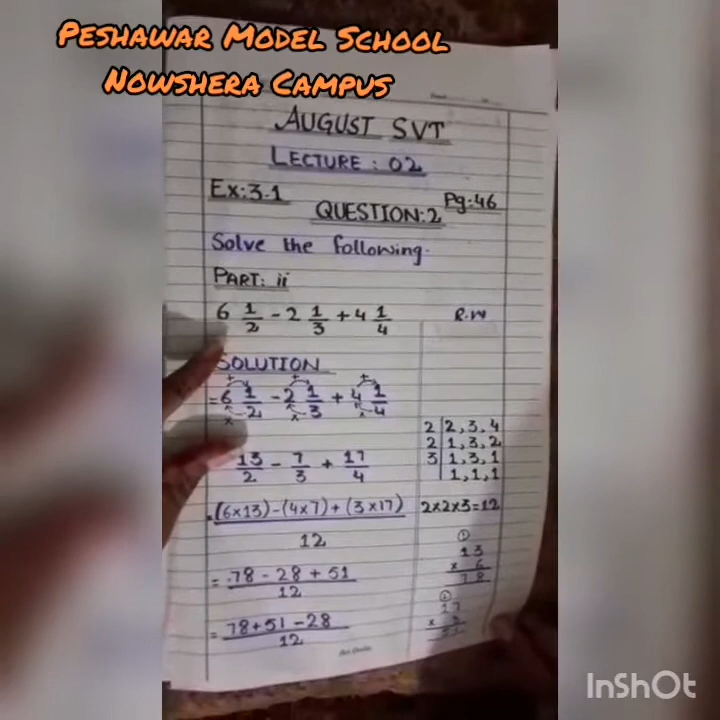 PESHAWAR MODEL SCHOOL
NOWSHERA CAMPUS
AUGUST SVT
LECTURE : 02
Ex:3.1 Pg:46
QUESTION:2
Solve the following.
PART: ii
6 1/2 - 2 1/3 + 4 1/4 R.W
SOLUTION
= 6 1/2 - 2 1/3 + 4 1/4
13/2 - 7/3 + 17/4
(6×13)-(4×7)+(3×17)
12
= 78 - 28 + 51
12
= 78+51-28
12
2 | 2,3,4
2 | 1,3,2
3 | 1,3,1
1,1,1
2×2×3=12
1
13
× 6
78
2
17
×
InShOt